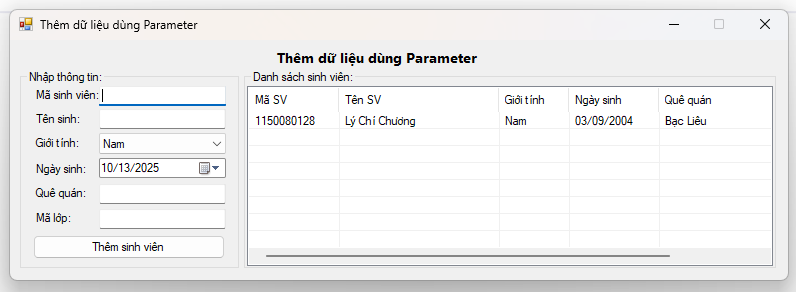 Thêm dữ liệu dùng Parameter
Thêm dữ liệu dùng Parameter
Nhập thông tin:
Mã sinh viên:
Tên sinh:
Giới tính:
Nam
Ngày sinh:
10/13/2025
Quê quán:
Mã lớp:
Thêm sinh viên
Danh sách sinh viên:
Mã SV Tên SV Giới tính Ngày sinh Quê quán
1150080128 Lý Chí Chương Nam 03/09/2004 Bạc Liêu